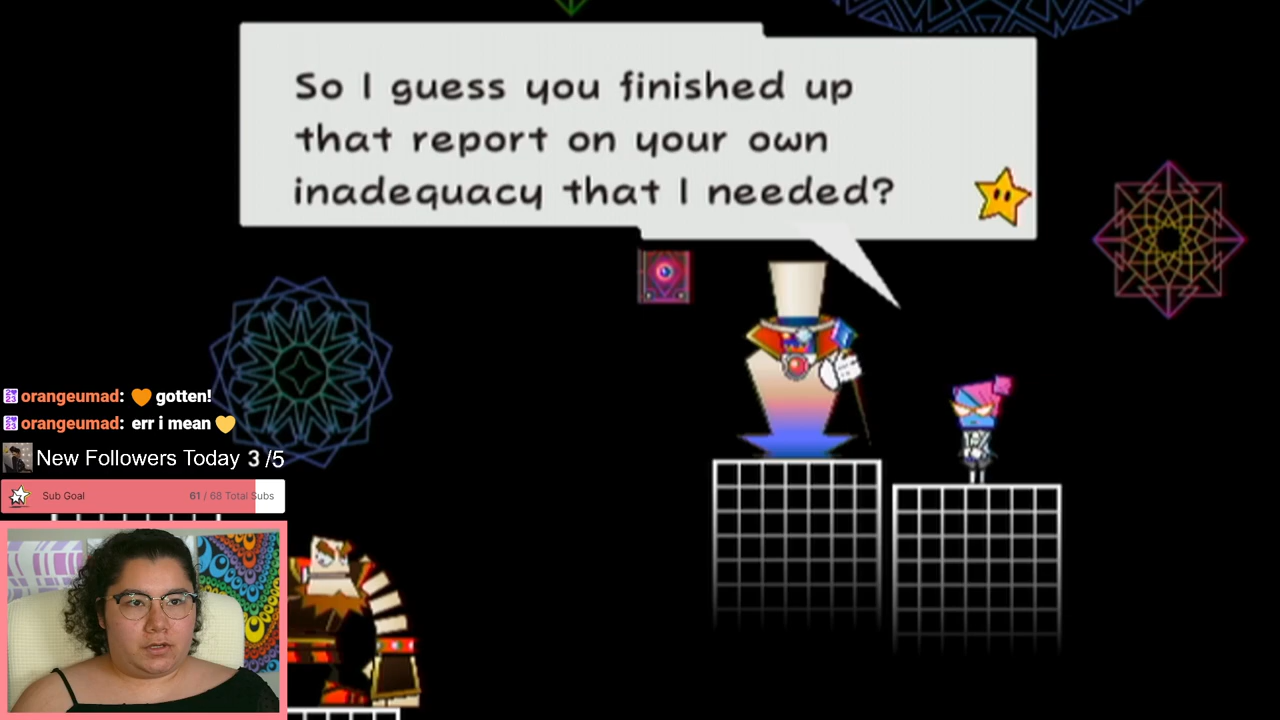 So I guess you finished up
that report on your own
inadequacy that I needed?
orangeumad: 🧡 gotten!
orangeumad: err i mean 💛
New Followers Today 3 /5
Sub Goal 61 / 68 Total Subs